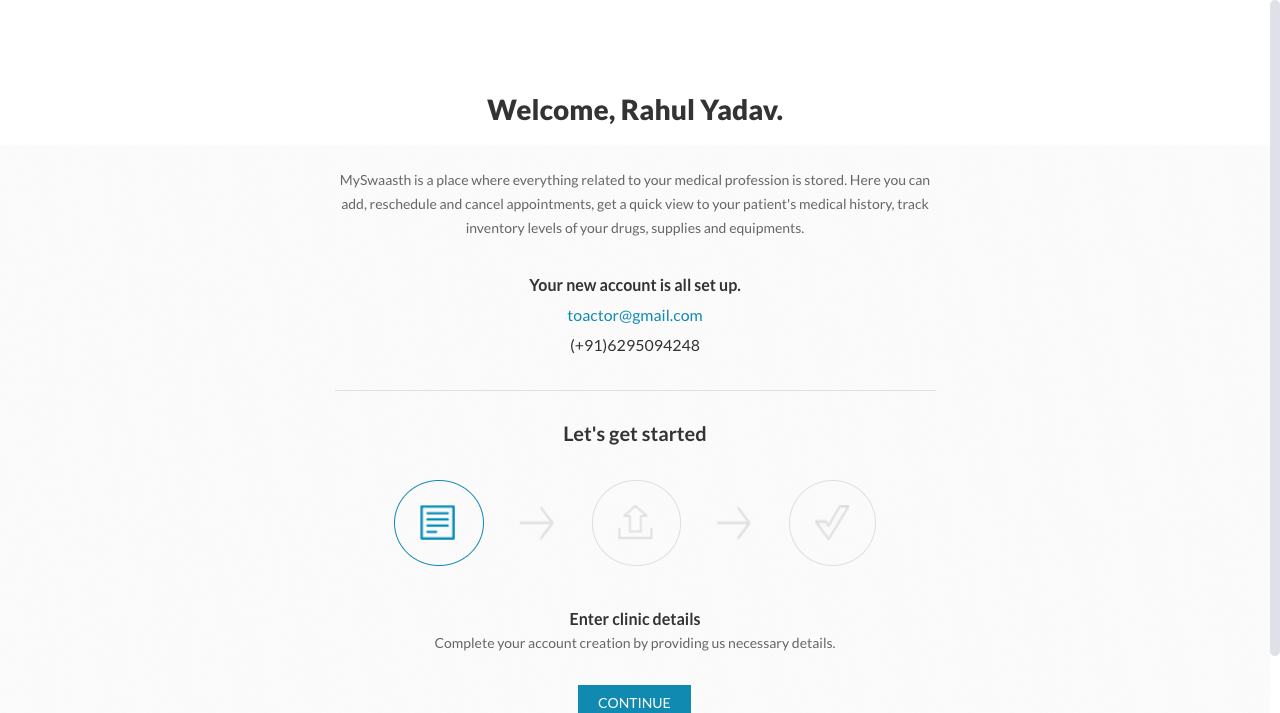 Welcome, Rahul Yadav.
MySwaasth is a place where everything related to your medical profession is stored. Here you can
add, reschedule and cancel appointments, get a quick view to your patient's medical history, track
inventory levels of your drugs, supplies and equipments.
Your new account is all set up.
toactor@gmail.com
(+91)6295094248
Let's get started
Enter clinic details
Complete your account creation by providing us necessary details.
CONTINUE